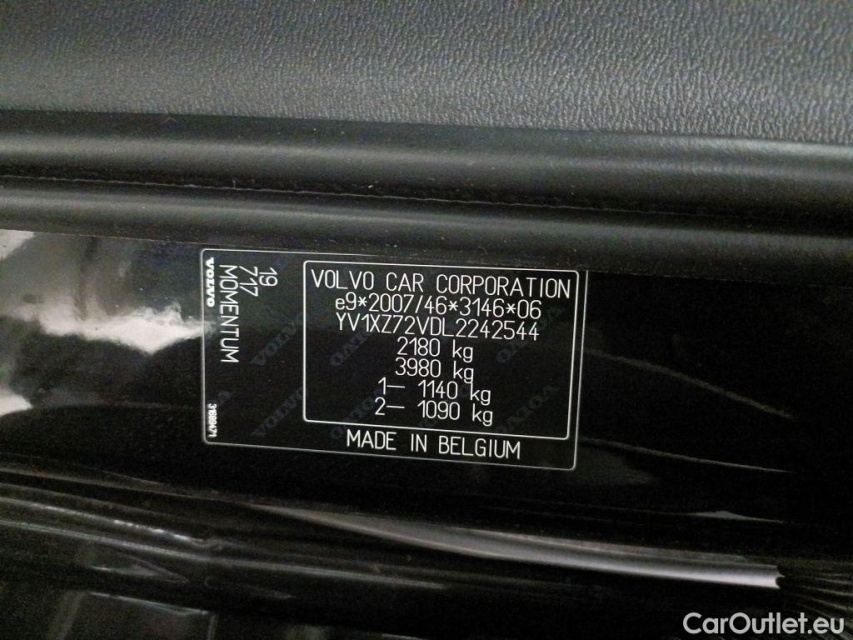 VOLVO CAR CORPORATION
e9*2007/46*3146*06
YV1XZ72VDL2242544
2180 kg
3980 kg
1– 1140 kg
2– 1090 kg
MADE IN BELGIUM
19
717
MOMENTUM
VOLVO
CarOutlet.eu